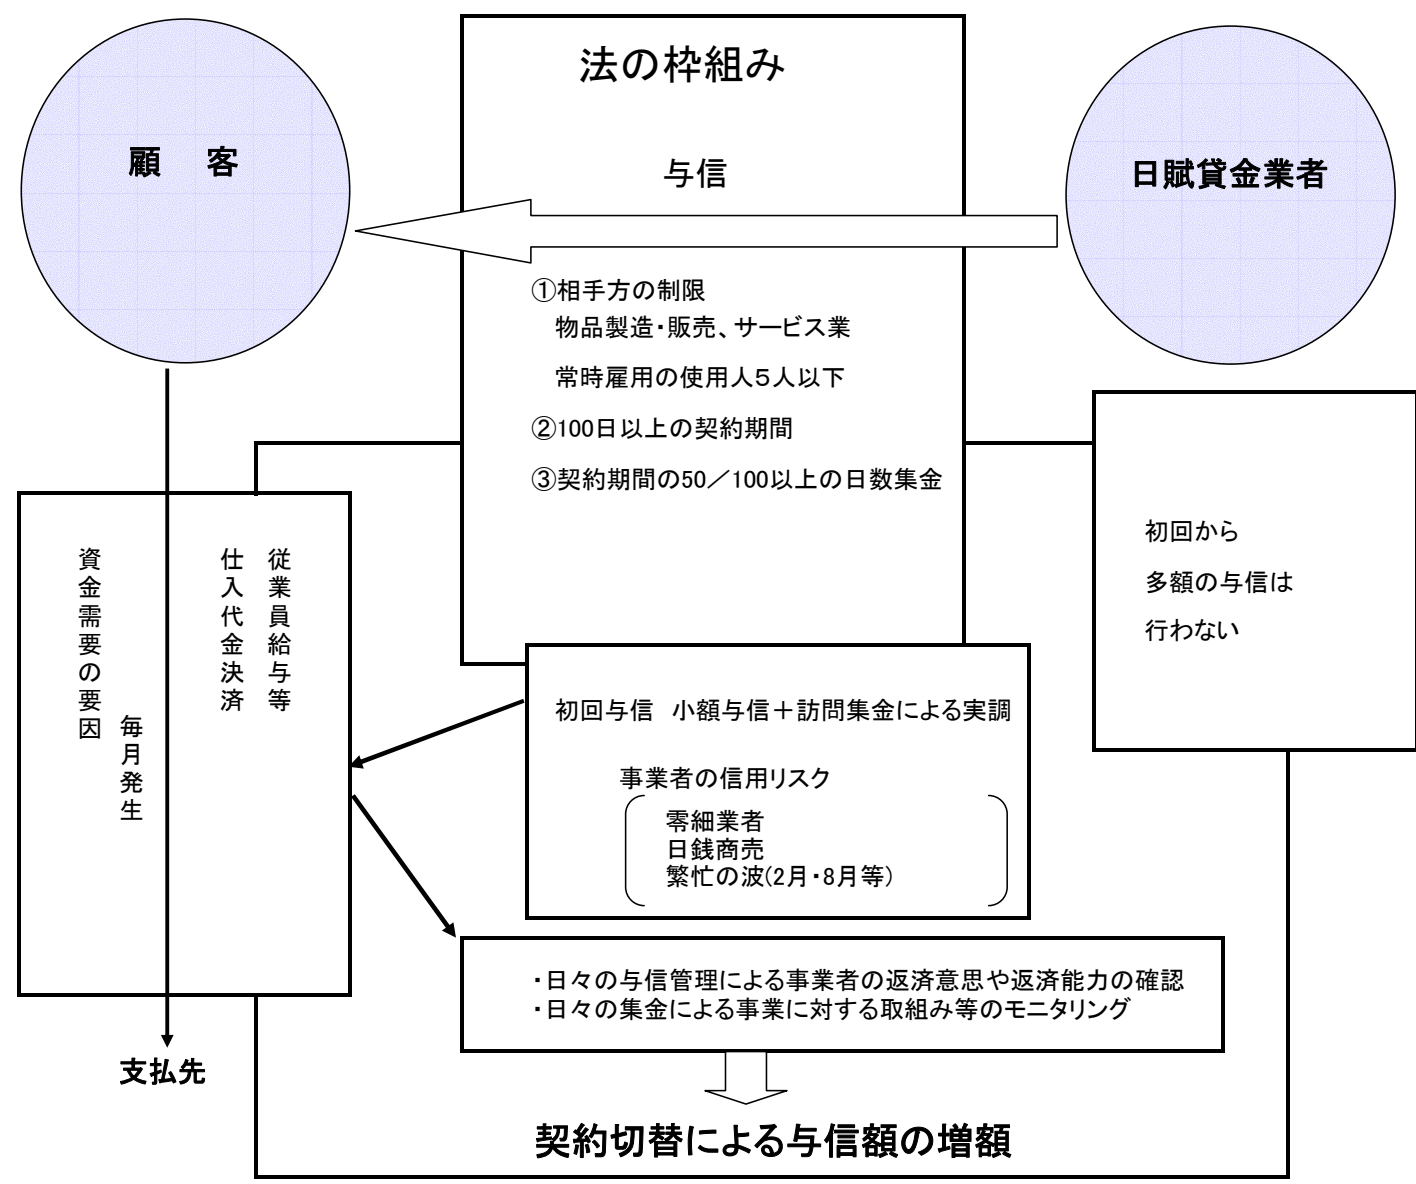 法の枠組み
顧　客
与信
日賦貸金業者
①相手方の制限
物品製造・販売、サービス業
常時雇用の使用人５人以下
②100日以上の契約期間
③契約期間の50／100以上の日数集金
初回から
多額の与信は
行わない
従業員給与等
仕入代金決済
毎月発生
資金需要の要因
初回与信　小額与信＋訪問集金による実調
事業者の信用リスク
零細業者
日銭商売
繁忙の波(2月・8月等)
・日々の与信管理による事業者の返済意思や返済能力の確認
・日々の集金による事業に対する取組み等のモニタリング
支払先
契約切替による与信額の増額